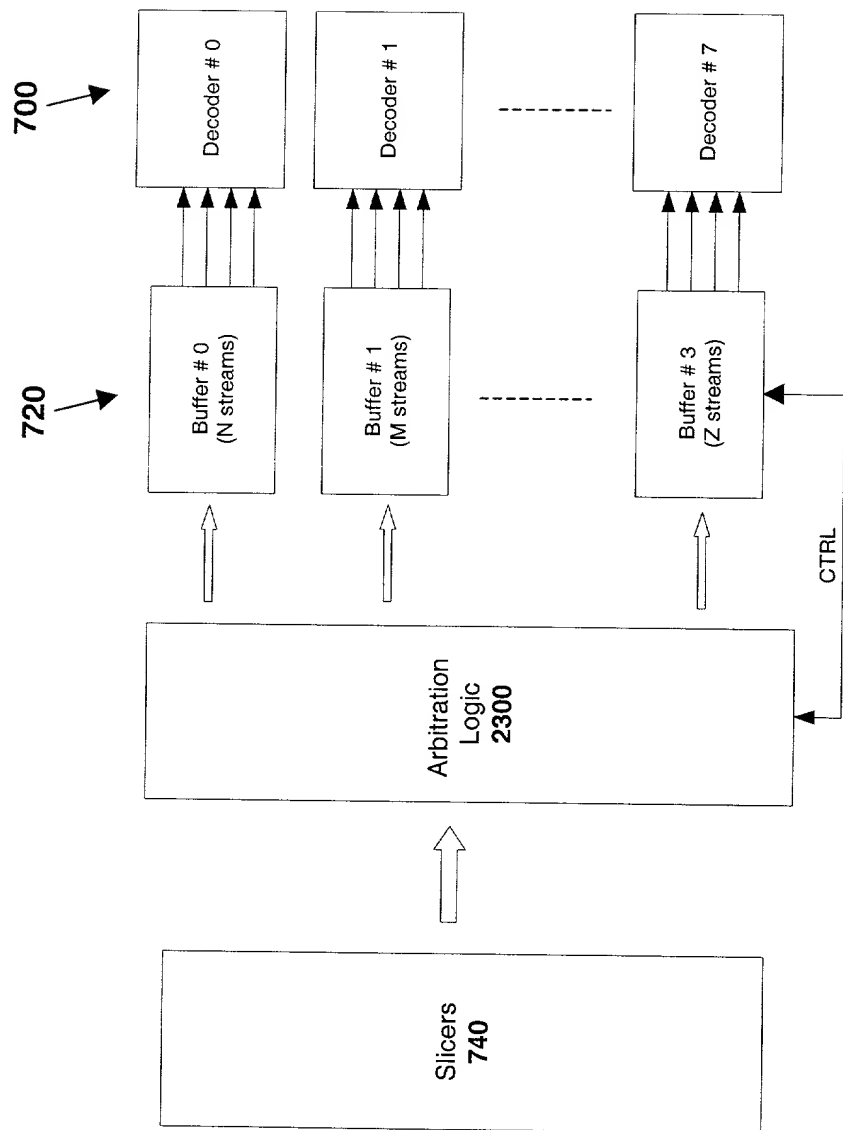 Slicers
740
Arbitration
Logic
2300
CTRL
720
Buffer # 0
(N streams)
Buffer # 1
(M streams)
Buffer # 3
(Z streams)
700
Decoder # 0
Decoder # 1
Decoder # 7